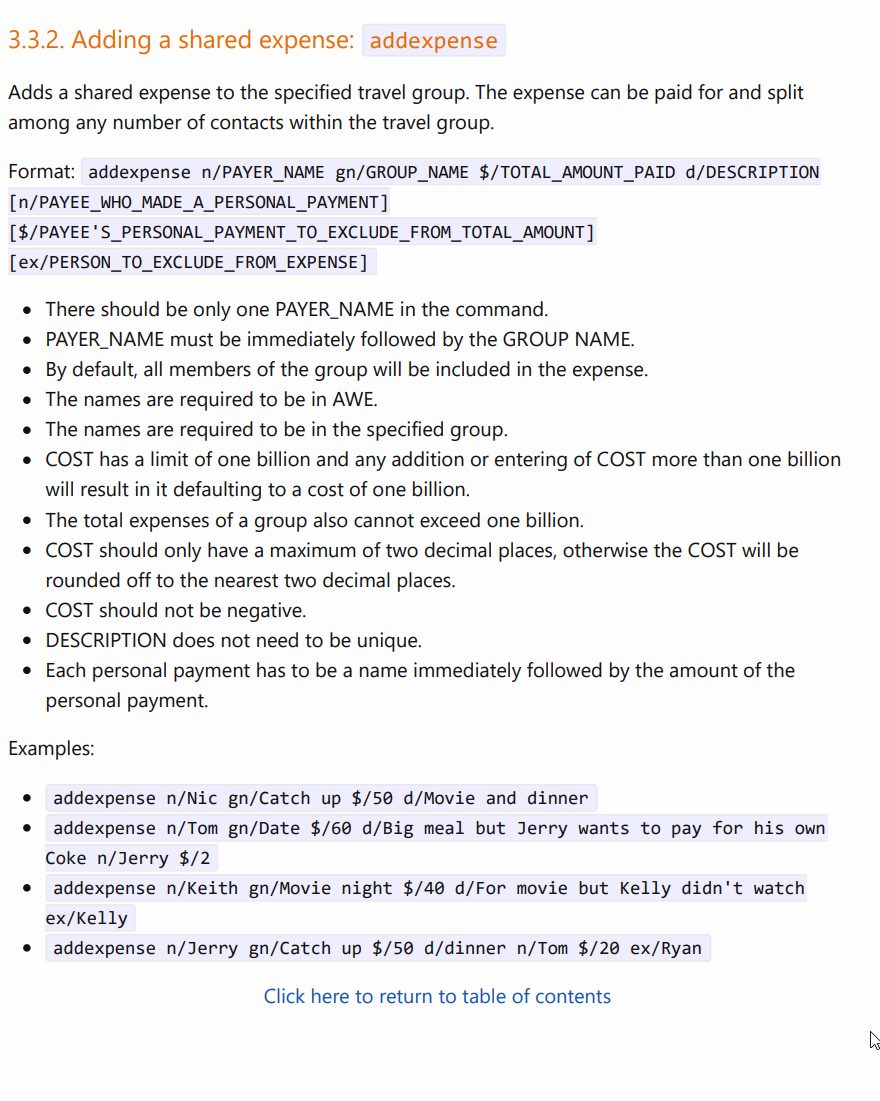 3.3.2. Adding a shared expense: addexpense
Adds a shared expense to the specified travel group. The expense can be paid for and split
among any number of contacts within the travel group.
Format: addexpense n/PAYER_NAME gn/GROUP_NAME $/TOTAL_AMOUNT_PAID d/DESCRIPTION
[n/PAYEE_WHO_MADE_A_PERSONAL_PAYMENT]
[$/PAYEE'S_PERSONAL_PAYMENT_TO_EXCLUDE_FROM_TOTAL_AMOUNT]
[ex/PERSON_TO_EXCLUDE_FROM_EXPENSE]
• There should be only one PAYER_NAME in the command.
• PAYER_NAME must be immediately followed by the GROUP NAME.
• By default, all members of the group will be included in the expense.
• The names are required to be in AWE.
• The names are required to be in the specified group.
• COST has a limit of one billion and any addition or entering of COST more than one billion
will result in it defaulting to a cost of one billion.
• The total expenses of a group also cannot exceed one billion.
• COST should only have a maximum of two decimal places, otherwise the COST will be
rounded off to the nearest two decimal places.
• COST should not be negative.
• DESCRIPTION does not need to be unique.
• Each personal payment has to be a name immediately followed by the amount of the
personal payment.
Examples:
• addexpense n/Nic gn/Catch up $/50 d/Movie and dinner
• addexpense n/Tom gn/Date $/60 d/Big meal but Jerry wants to pay for his own
Coke n/Jerry $/2
• addexpense n/Keith gn/Movie night $/40 d/For movie but Kelly didn't watch
ex/Kelly
• addexpense n/Jerry gn/Catch up $/50 d/dinner n/Tom $/20 ex/Ryan
Click here to return to table of contents